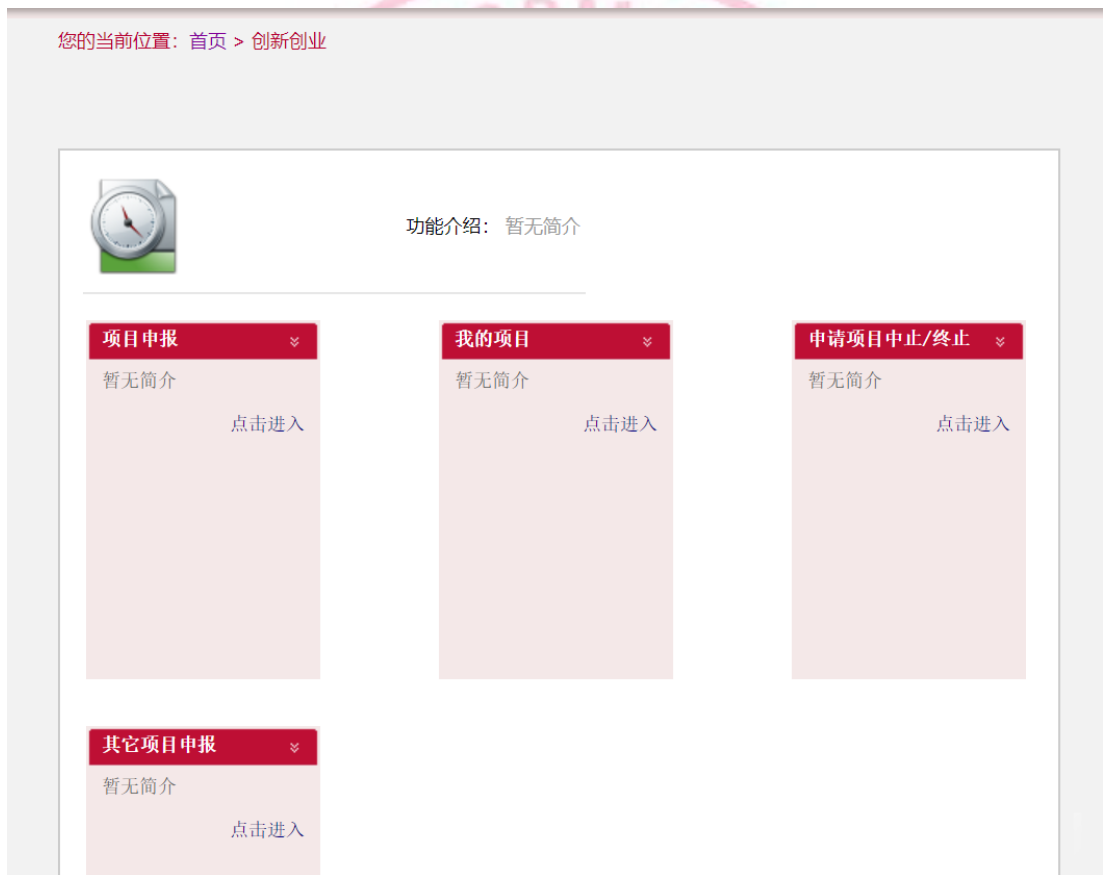 您的当前位置：首页 > 创新创业
功能介绍： 暂无简介
项目申报
暂无简介
点击进入
我的项目
暂无简介
点击进入
申请项目中止/终止
暂无简介
点击进入
其它项目申报
暂无简介
点击进入